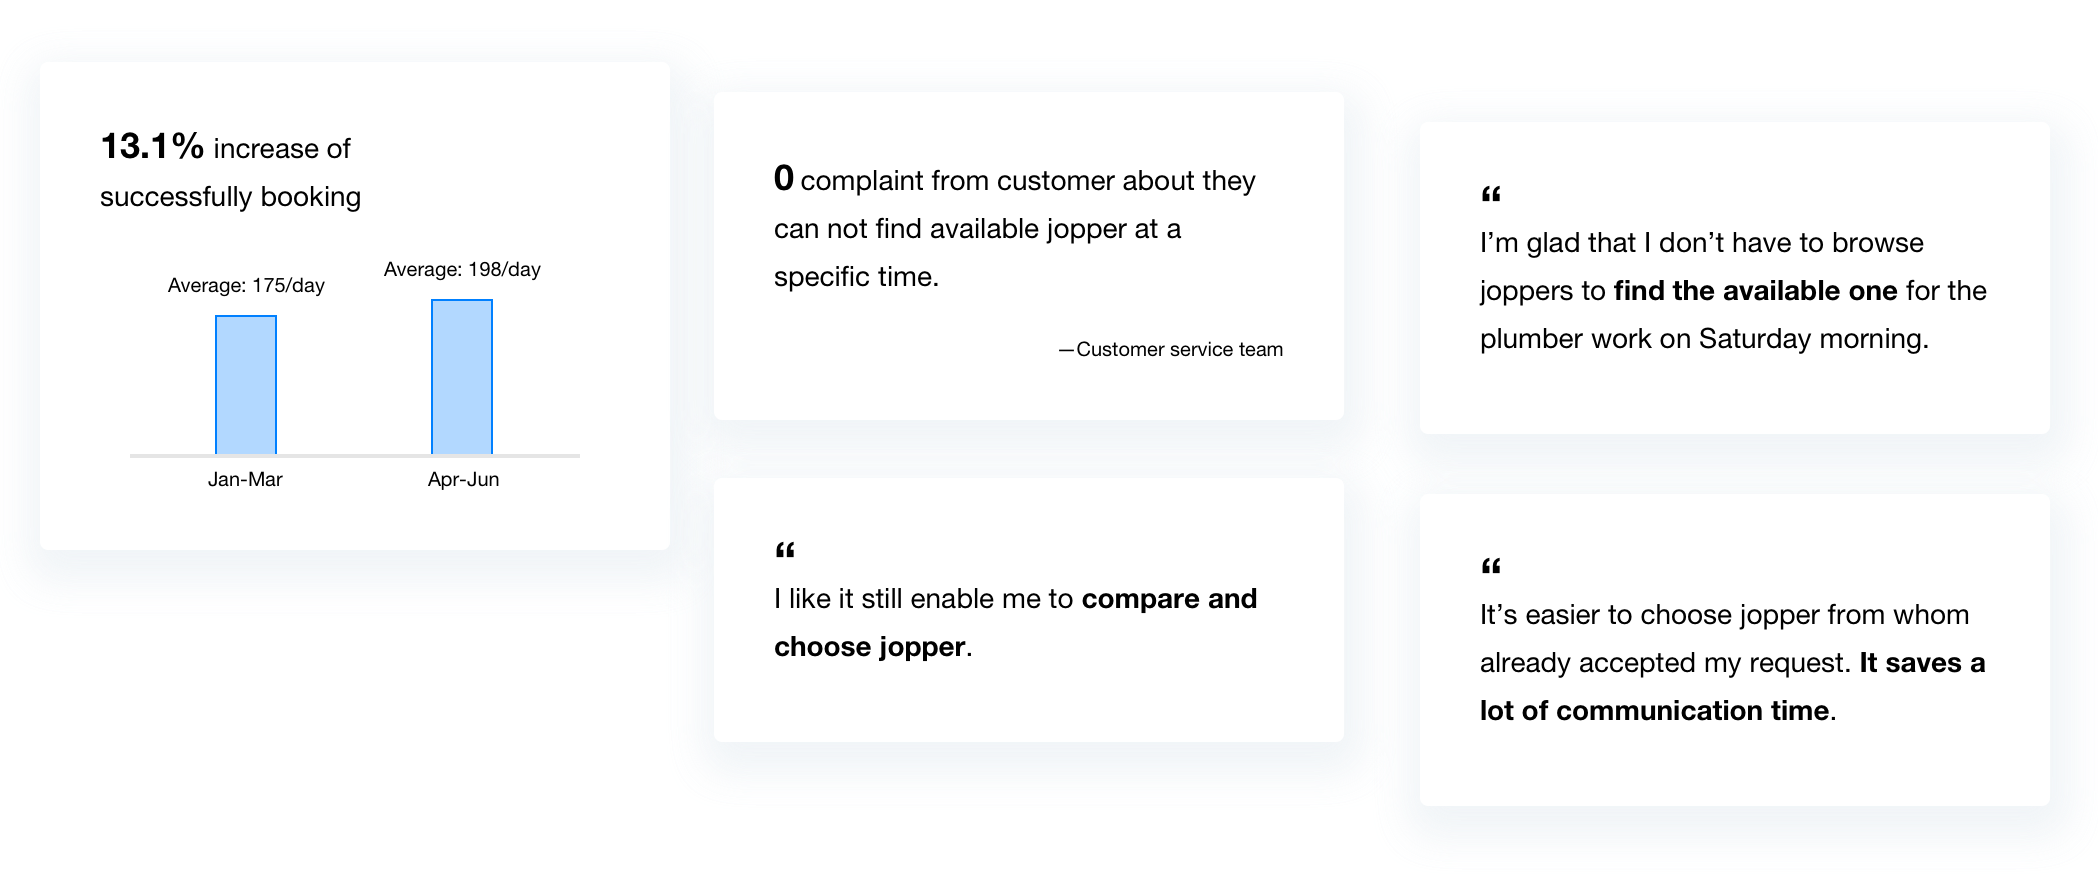 13.1% increase of
successfully booking
Average: 175/day
Average: 198/day
Jan-Mar
Apr-Jun
0 complaint from customer about they
can not find available jopper at a
specific time.
—Customer service team
“
I like it still enable me to compare and
choose jopper.
“
I’m glad that I don’t have to browse
joppers to find the available one for the
plumber work on Saturday morning.
“
It’s easier to choose jopper from whom
already accepted my request. It saves a
lot of communication time.